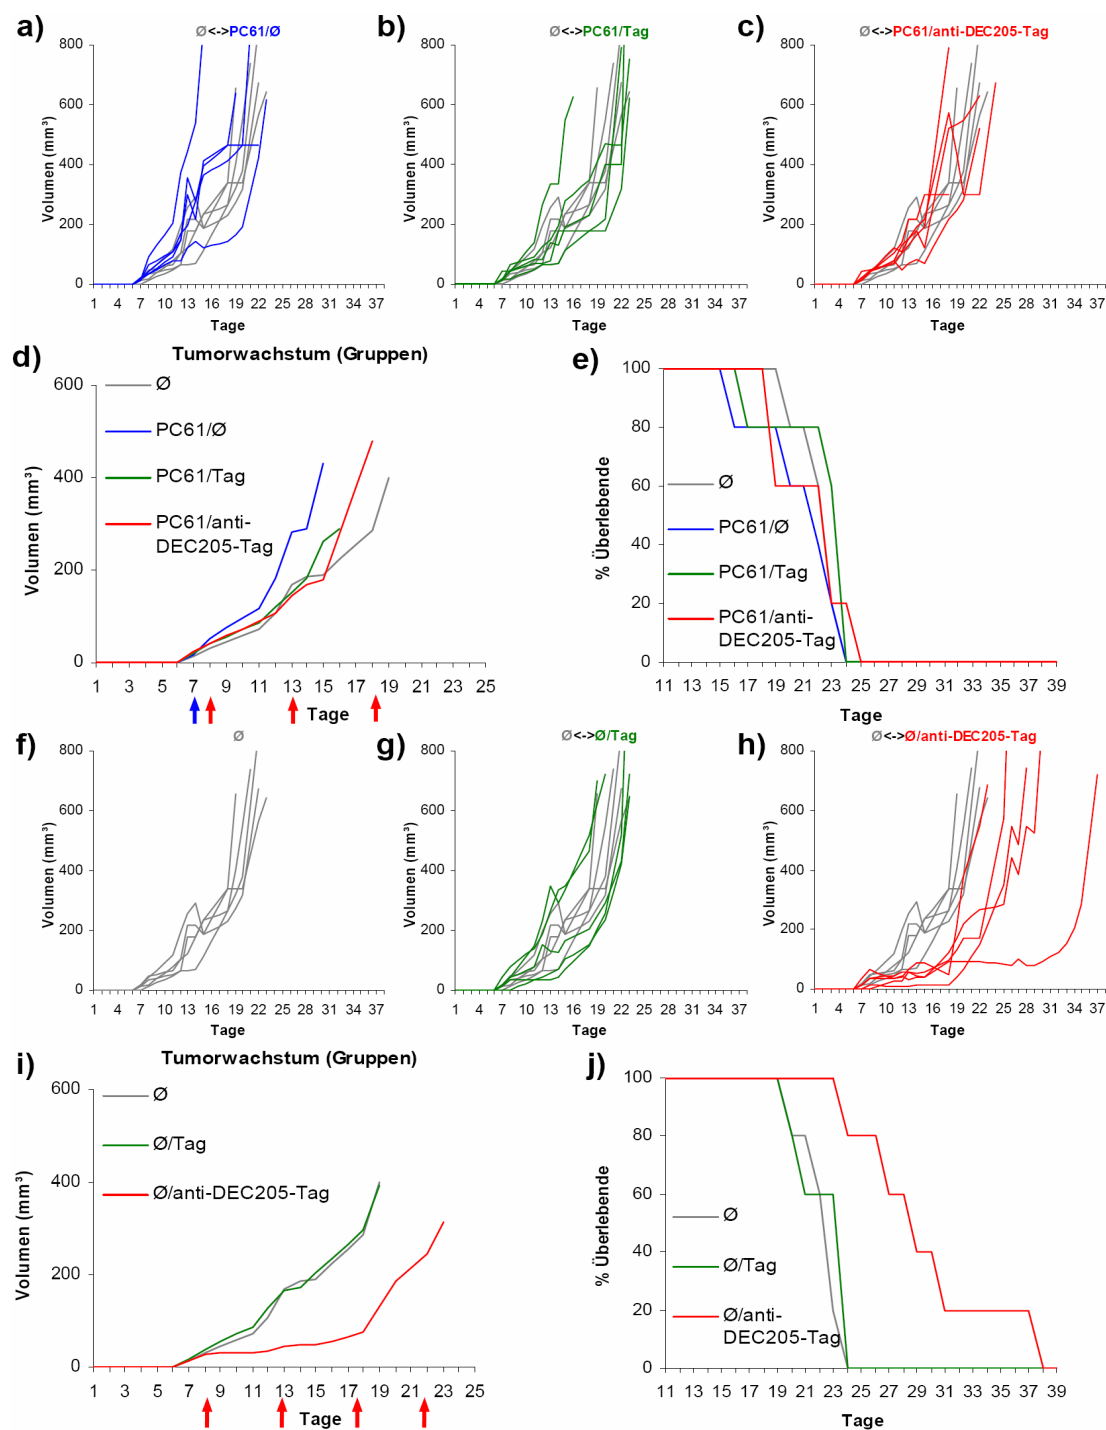 a)
Ø<->PC61/Ø
800
600
400
200
0
Volumen (mm³)
1 4 6 7 10 13 16 19 22 25 28 31 34 37
Tage
b)
Ø<->PC61/Tag
800
600
400
200
0
Volumen (mm³)
1 4 6 7 10 13 16 19 22 25 28 31 34 37
Tage
c)
Ø<->PC61/anti-DEC205-Tag
800
600
400
200
0
Volumen (mm³)
1 4 6 7 10 13 16 19 22 25 28 31 34 37
Tage
d)
Tumorwachstum (Gruppen)
600
400
200
0
Volumen (mm³)
Ø
PC61/Ø
PC61/Tag
PC61/anti-
DEC205-Tag
1 3 5 7 9 11 13 15 17 19 21 23 25
Tage
e)
100
80
60
40
20
0
% Überlebende
Ø
PC61/Ø
PC61/Tag
PC61/anti-
DEC205-Tag
11 13 15 17 19 21 23 25 27 29 31 33 35 37 39
Tage
f)
Ø
800
600
400
200
0
Volumen (mm³)
1 4 6 7 10 13 16 19 22 25 28 31 34 37
Tage
g)
Ø<->Ø/Tag
800
600
400
200
0
Volumen (mm³)
1 4 6 7 10 13 16 19 22 25 28 31 34 37
Tage
h)
Ø<->Ø/anti-DEC205-Tag
800
600
400
200
0
Volumen (mm³)
1 4 6 7 10 13 16 19 22 25 28 31 34 37
Tage
i)
Tumorwachstum (Gruppen)
600
400
200
0
Volumen (mm³)
Ø
Ø/Tag
Ø/anti-DEC205-Tag
1 3 5 7 9 11 13 15 17 19 21 23 25
Tage
j)
100
80
60
40
20
0
% Überlebende
Ø
Ø/Tag
Ø/anti-
DEC205-Tag
11 13 15 17 19 21 23 25 27 29 31 33 35 37 39
Tage